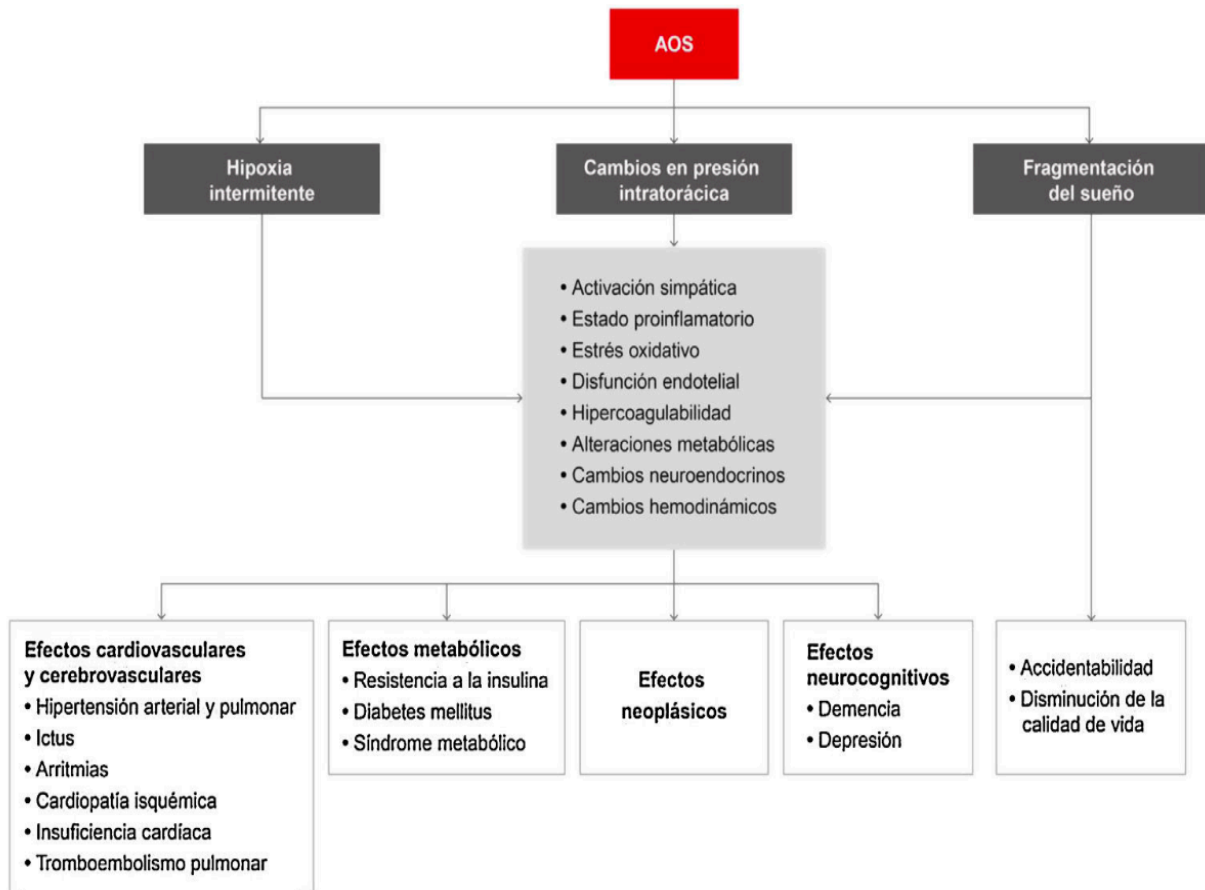 AOS
Hipoxia
intermitente
Cambios en presión
intratorácica
Fragmentación
del sueño
• Activación simpática
• Estado proinflamatorio
• Estrés oxidativo
• Disfunción endotelial
• Hipercoagulabilidad
• Alteraciones metabólicas
• Cambios neuroendocrinos
• Cambios hemodinámicos
Efectos cardiovasculares
y cerebrovasculares
• Hipertensión arterial y pulmonar
• Ictus
• Arritmias
• Cardiopatía isquémica
• Insuficiencia cardíaca
• Tromboembolismo pulmonar
Efectos metabólicos
• Resistencia a la insulina
• Diabetes mellitus
• Síndrome metabólico
Efectos
neoplásicos
Efectos
neurocognitivos
• Demencia
• Depresión
• Accidentabilidad
• Disminución de la
calidad de vida